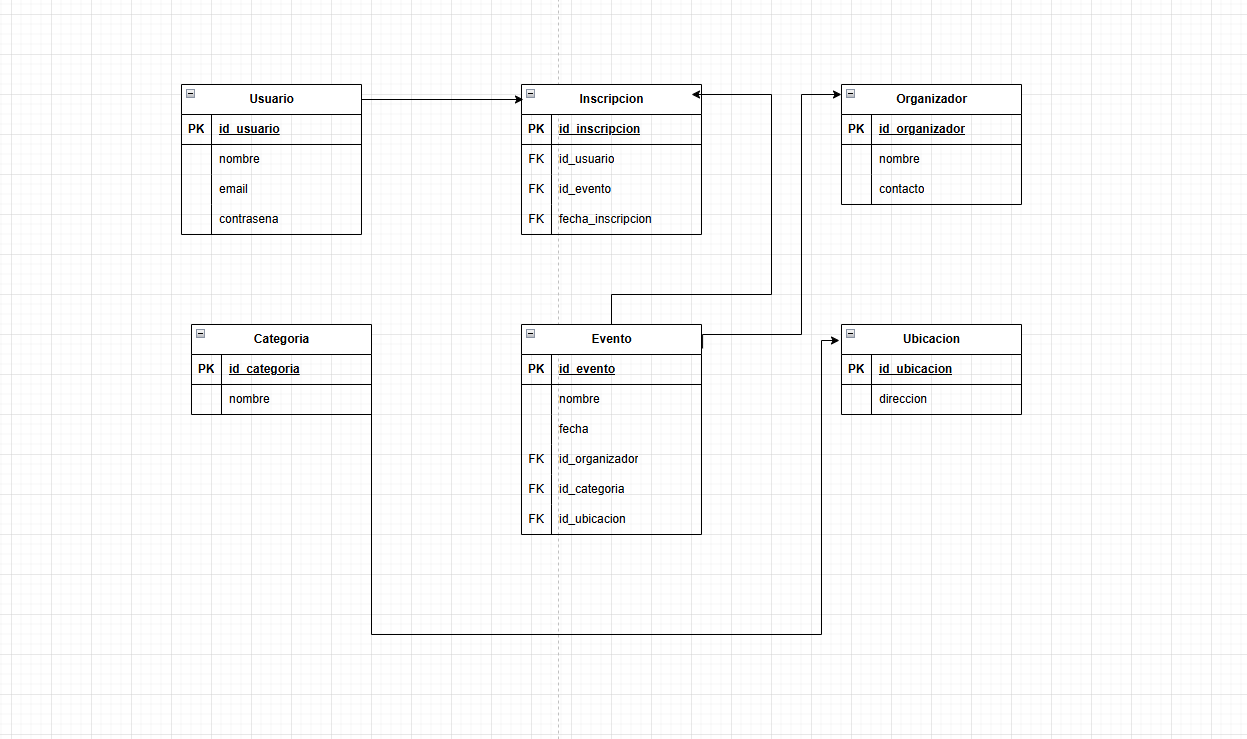 Usuario
PK id_usuario
nombre
email
contrasena
Inscripcion
PK id_inscripcion
FK id_usuario
FK id_evento
FK fecha_inscripcion
Organizador
PK id_organizador
nombre
contacto
Categoria
PK id_categoria
nombre
Evento
PK id_evento
nombre
fecha
FK id_organizador
FK id_categoria
FK id_ubicacion
Ubicacion
PK id_ubicacion
direccion